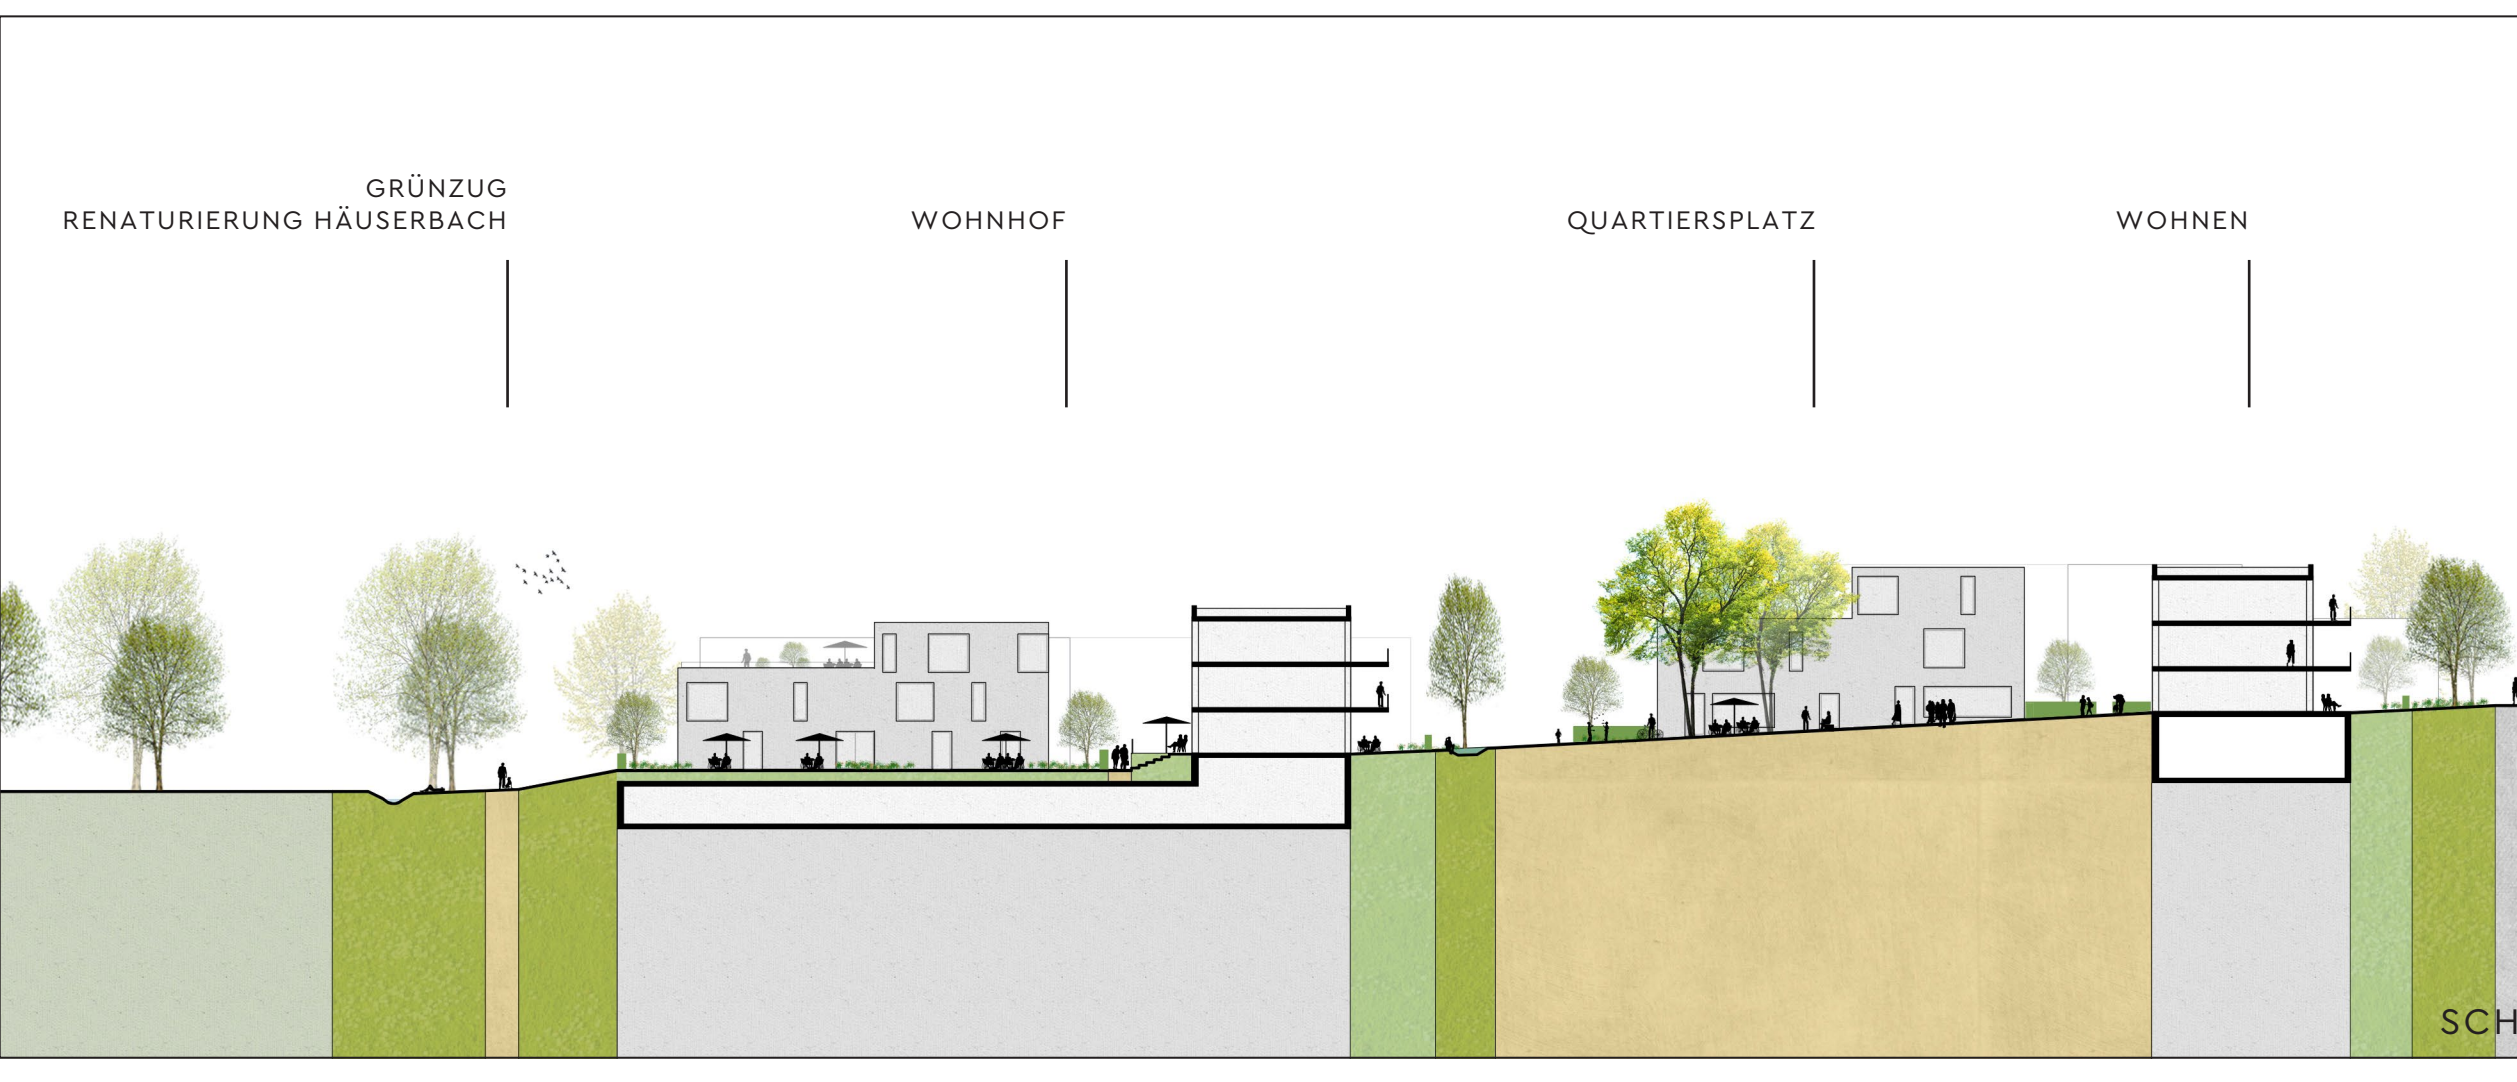 GRÜNZUG
RENATURIERUNG HÄUSERBACH
WOHNHOF
QUARTIERSPLATZ
WOHNEN
SCH